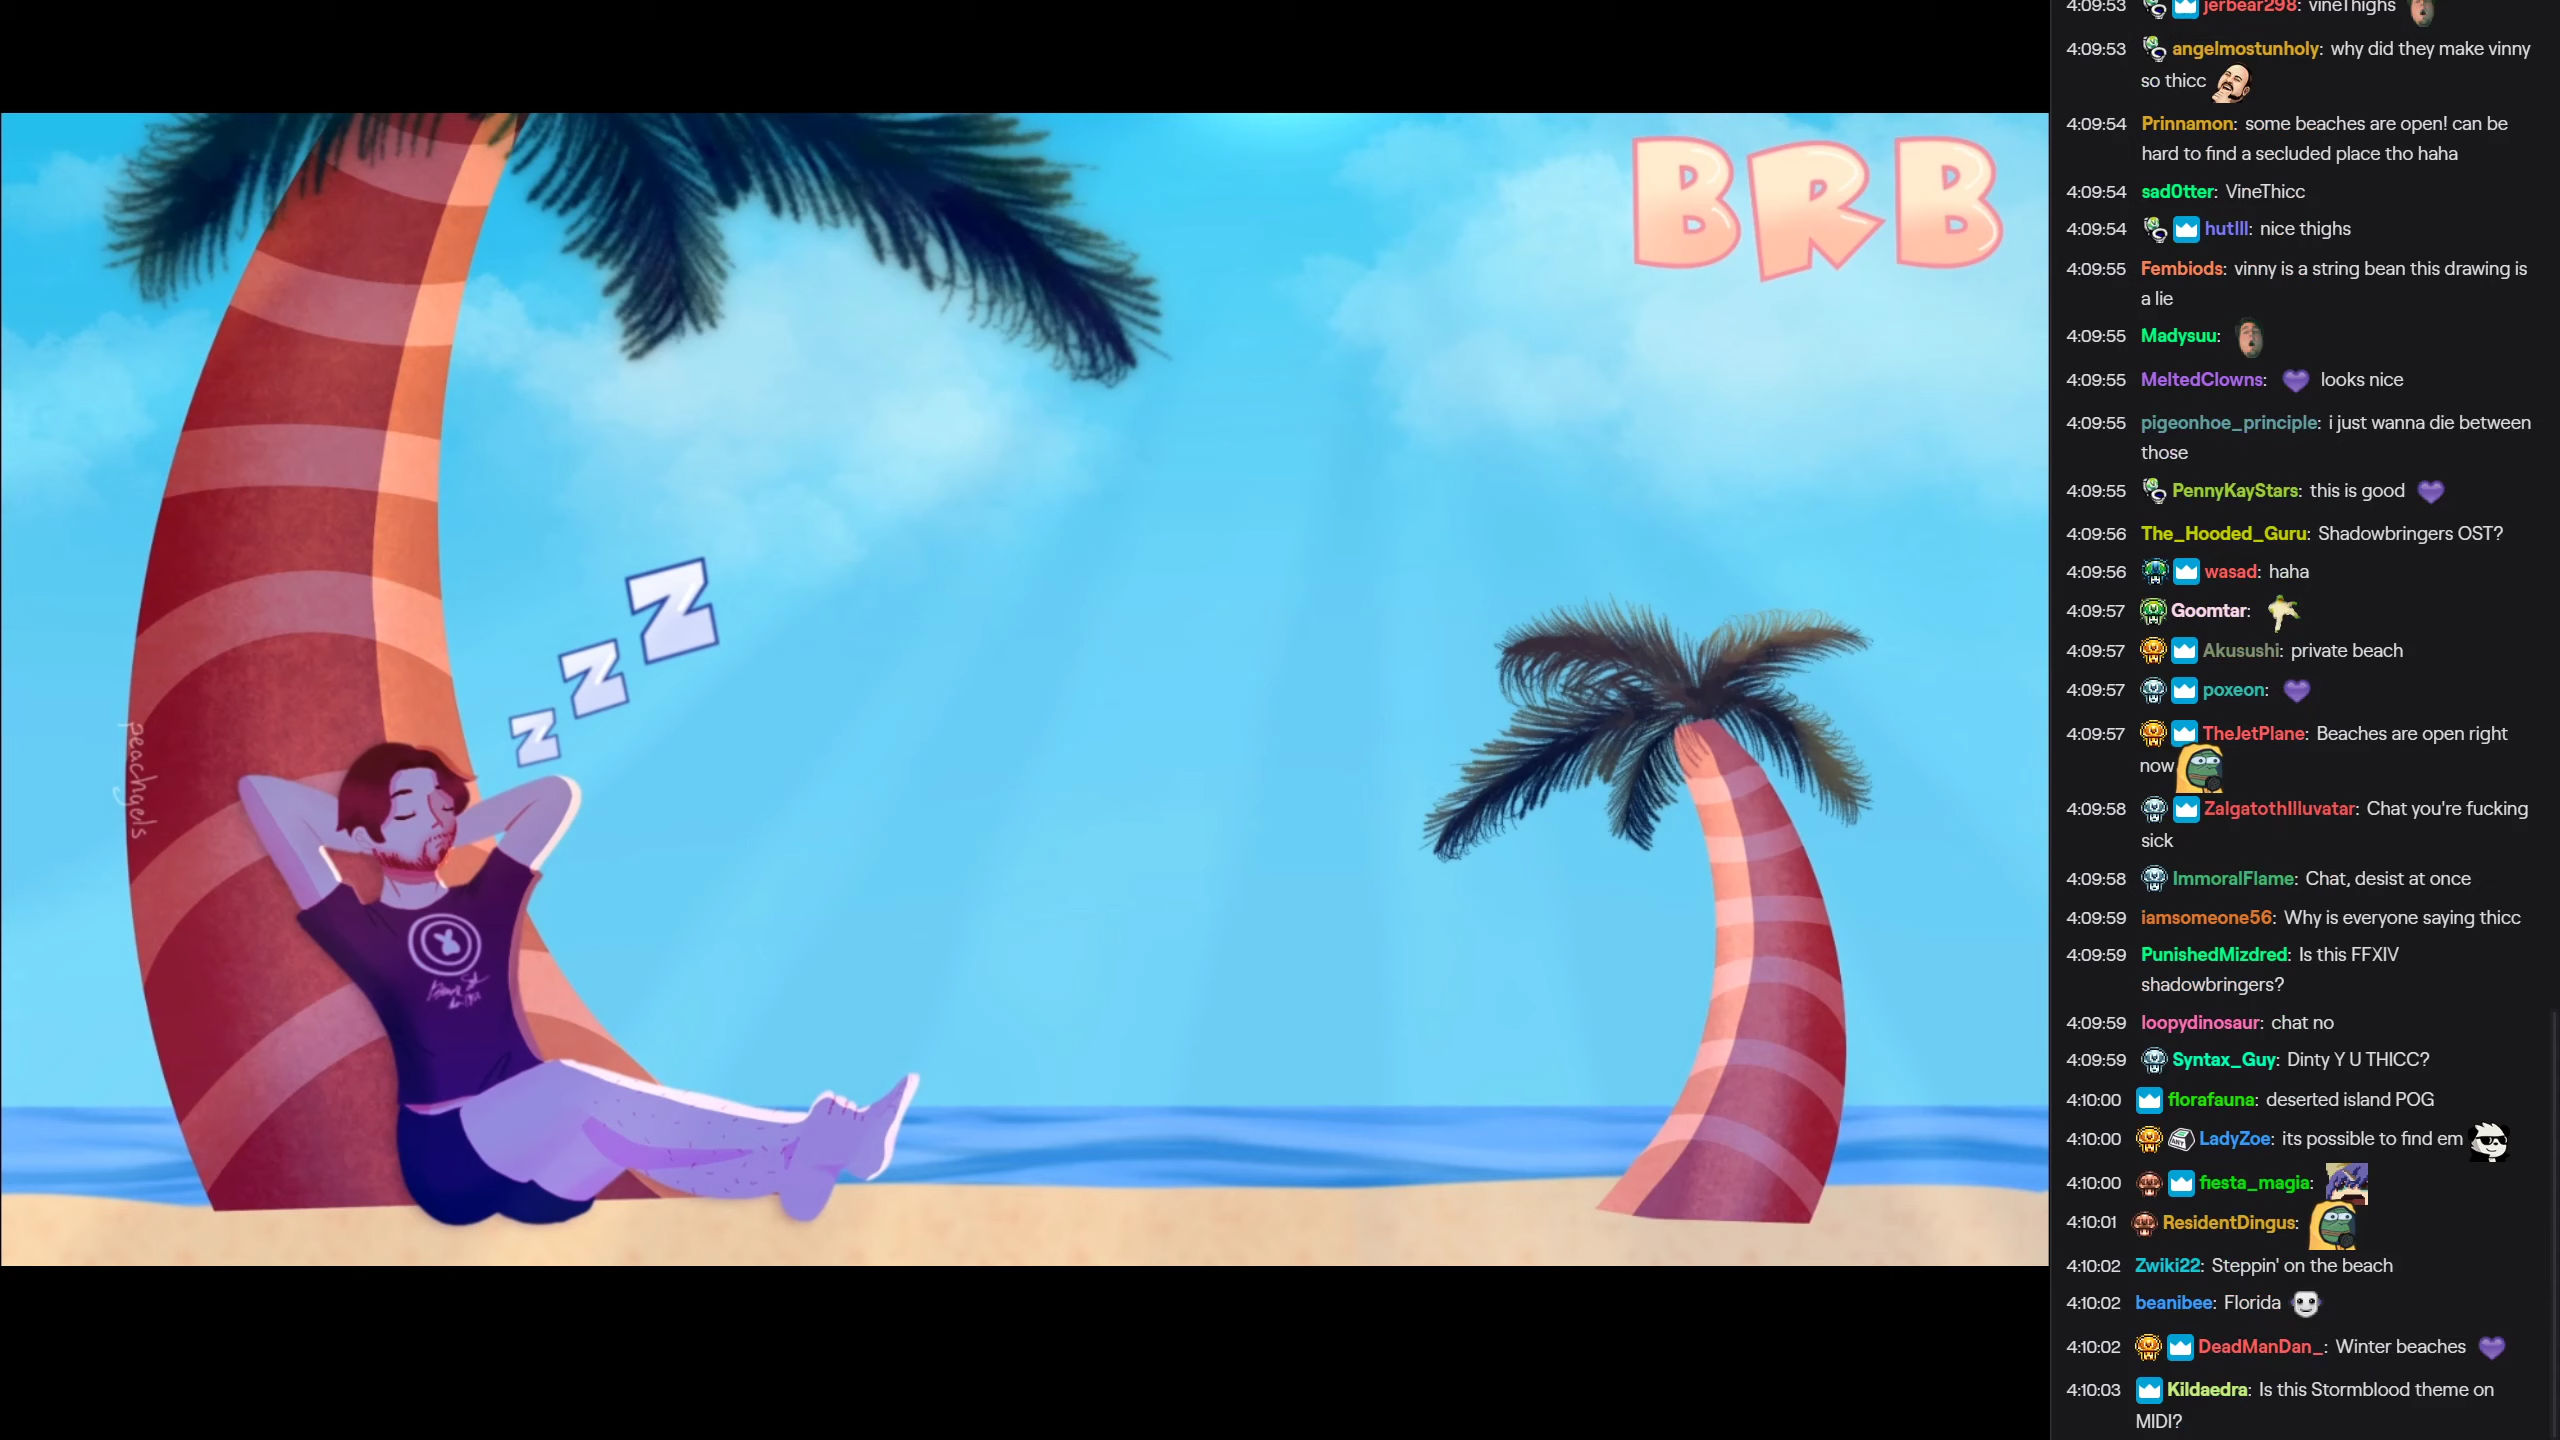 BRB
z
z
z
peachgels
4:09:53 jerbear298: vineThighs
4:09:53 angelmostunholy: why did they make vinny
so thicc
4:09:54 Prinnamon: some beaches are open! can be
hard to find a secluded place tho haha
4:09:54 sad0tter: VineThicc
4:09:54 hutlll: nice thighs
4:09:55 Fembiods: vinny is a string bean this drawing is
a lie
4:09:55 Madysuu:
4:09:55 MeltedClowns: looks nice
4:09:55 pigeonhoe_principle: i just wanna die between
those
4:09:55 PennyKayStars: this is good
4:09:56 The_Hooded_Guru: Shadowbringers OST?
4:09:56 wasad: haha
4:09:57 Goomtar:
4:09:57 Akusushi: private beach
4:09:57 poxeon:
4:09:57 TheJetPlane: Beaches are open right
now
4:09:58 ZalgatothIlluvatar: Chat you're fucking
sick
4:09:58 ImmoralFlame: Chat, desist at once
4:09:59 iamsomeone56: Why is everyone saying thicc
4:09:59 PunishedMizdred: Is this FFXIV
shadowbringers?
4:09:59 loopydinosaur: chat no
4:09:59 Syntax_Guy: Dinty Y U THICC?
4:10:00 florafauna: deserted island POG
4:10:00 LadyZoe: its possible to find em
4:10:00 fiesta_magia:
4:10:01 ResidentDingus:
4:10:02 Zwiki22: Steppin' on the beach
4:10:02 beanibee: Florida
4:10:02 DeadManDan_: Winter beaches
4:10:03 Kildaedra: Is this Stormblood theme on
MIDI?